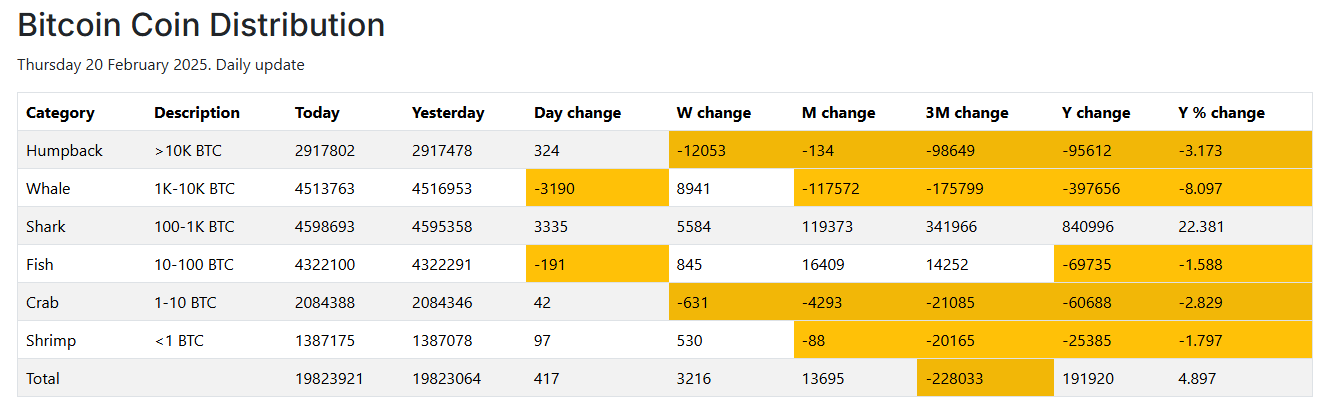 Bitcoin Coin Distribution
Thursday 20 February 2025. Daily update
Category Description Today Yesterday Day change W change M change 3M change Y change Y % change
Humpback >10K BTC 2917802 2917478 324 -12053 -134 -98649 -95612 -3.173
Whale 1K-10K BTC 4513763 4516953 -3190 8941 -117572 -175799 -397656 -8.097
Shark 100-1K BTC 4598693 4595358 3335 5584 119373 341966 840996 22.381
Fish 10-100 BTC 4322100 4322291 -191 845 16409 14252 -69735 -1.588
Crab 1-10 BTC 2084388 2084346 42 -631 -4293 -21085 -60688 -2.829
Shrimp <1 BTC 1387175 1387078 97 530 -88 -20165 -25385 -1.797
Total 19823921 19823064 417 3216 13695 -228033 191920 4.897